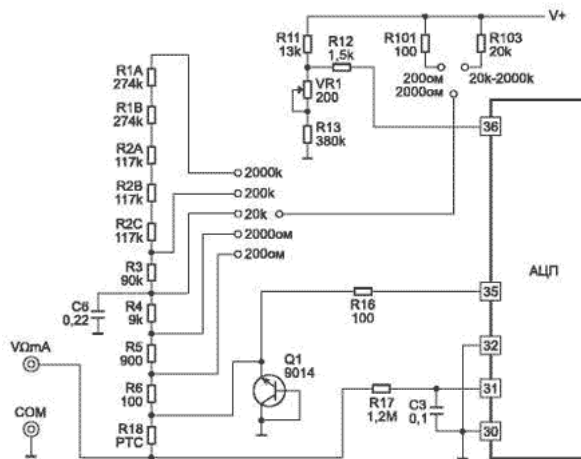 V+
R11
13k
R12
1,5k
R101
100
R103
20k
R1A
274k
200ом
2000ом
20k-2000k
VR1
200
R1B
274k
R13
380k
36
R2A
117k
2000k
R2B
117k
200k
20k
R2C
117k
2000ом
200ом
R3
90k
АЦП
35
R16
100
C6
0,22
R4
9k
VΩmA
R5
900
32
Q1
9014
R6
100
31
R17
1,2M
C3
0,1
COM
R18
PTC
30